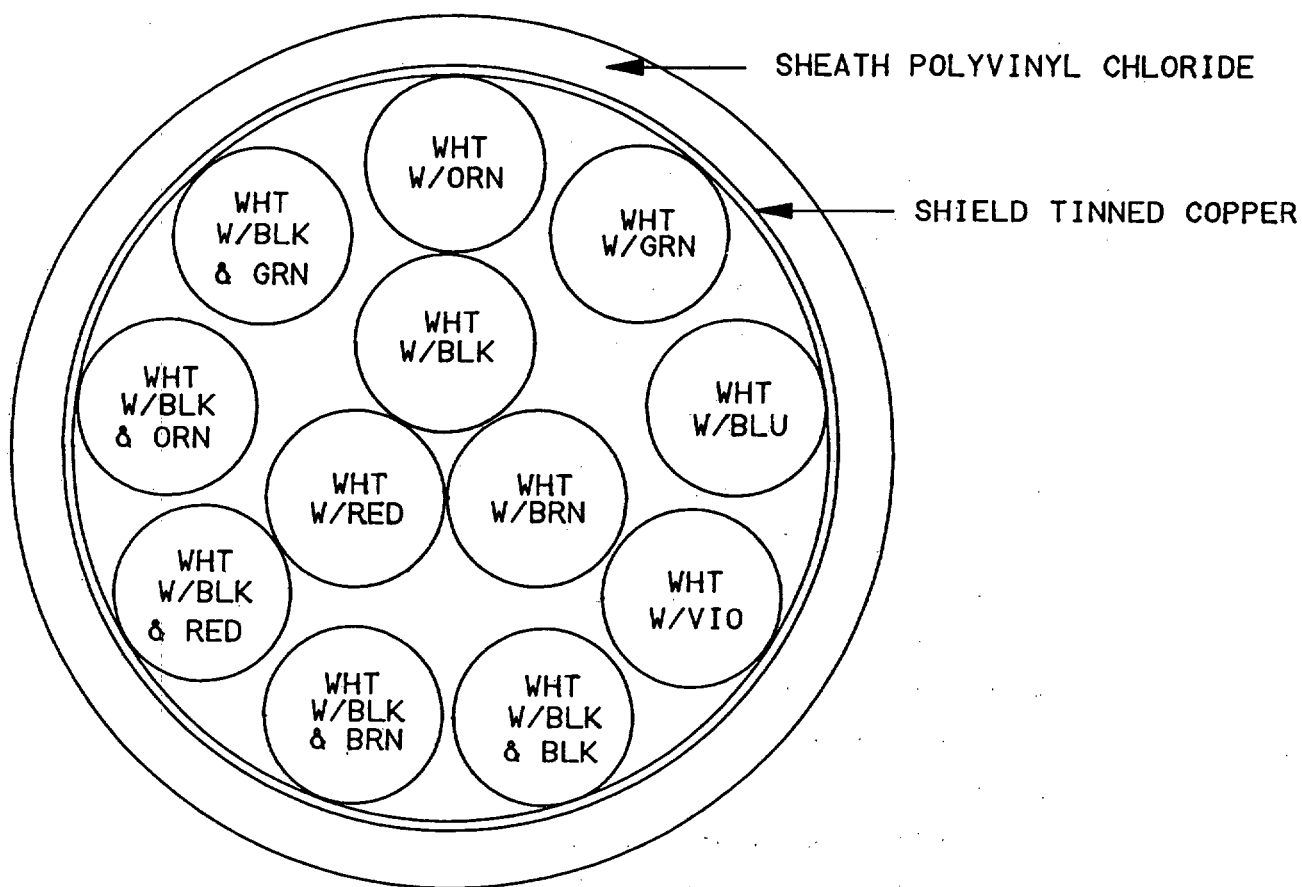 SHEATH POLYVINYL CHLORIDE
SHIELD TINNED COPPER
WHT
W/ORN
WHT
W/GRN
WHT
W/BLU
WHT
W/VIO
WHT
W/BLK
& BLK
WHT
W/BLK
& BRN
WHT
W/BLK
& RED
WHT
W/BLK
& ORN
WHT
W/BLK
& GRN
WHT
W/BLK
WHT
W/RED
WHT
W/BRN